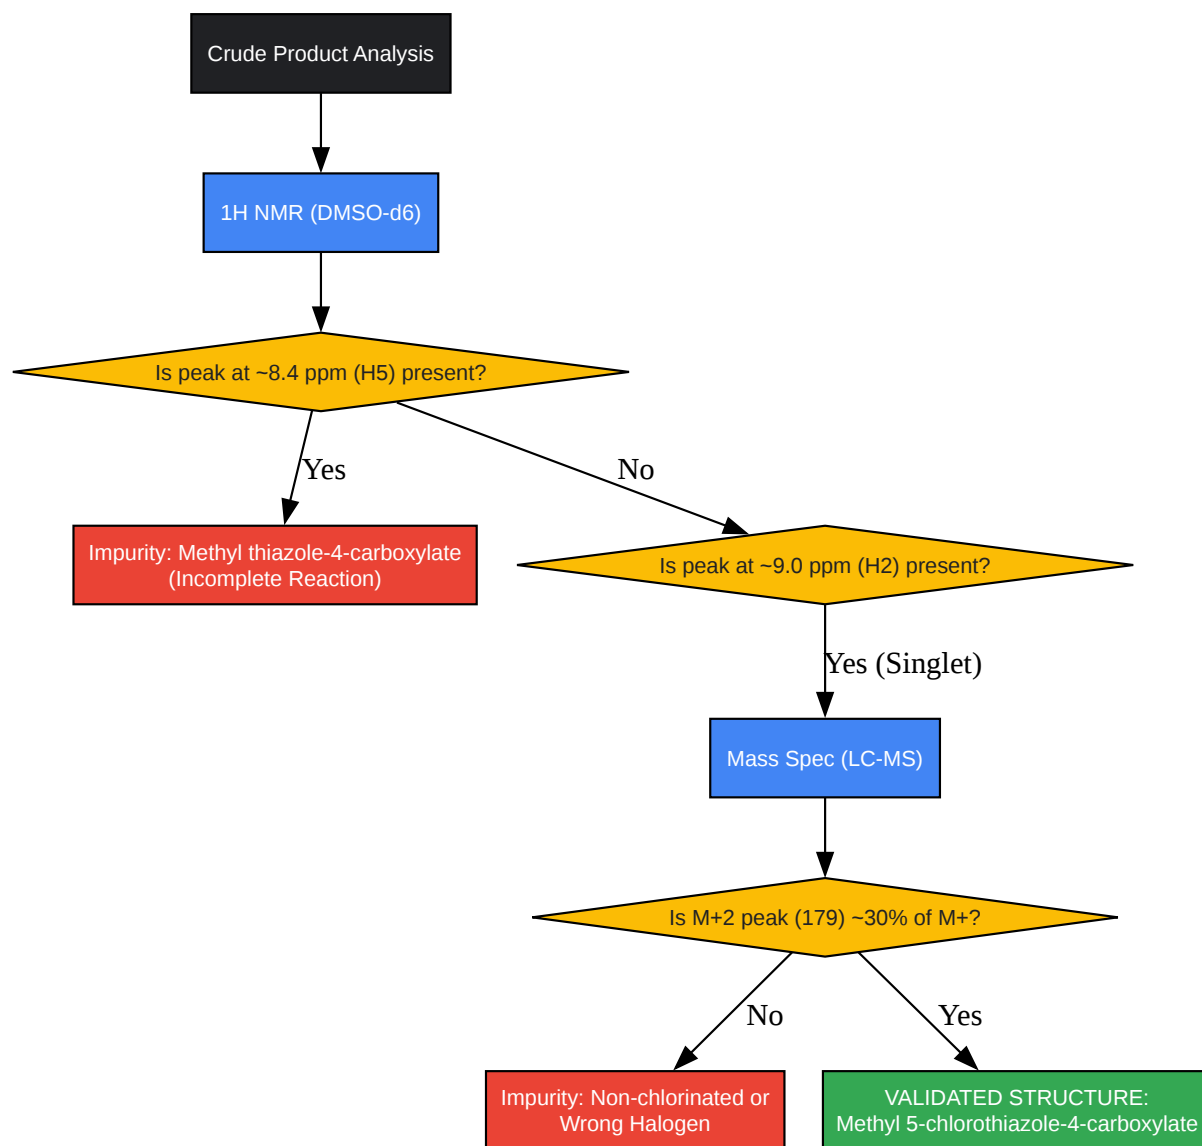 Crude Product Analysis
1H NMR (DMSO-d6)
Is peak at ~8.4 ppm (H5) present?
Yes
No
Impurity: Methyl thiazole-4-carboxylate
(Incomplete Reaction)
Is peak at ~9.0 ppm (H2) present?
Yes (Singlet)
Mass Spec (LC-MS)
Is M+2 peak (179) ~30% of M+?
No
Yes
Impurity: Non-chlorinated or
Wrong Halogen
VALIDATED STRUCTURE:
Methyl 5-chlorothiazole-4-carboxylate